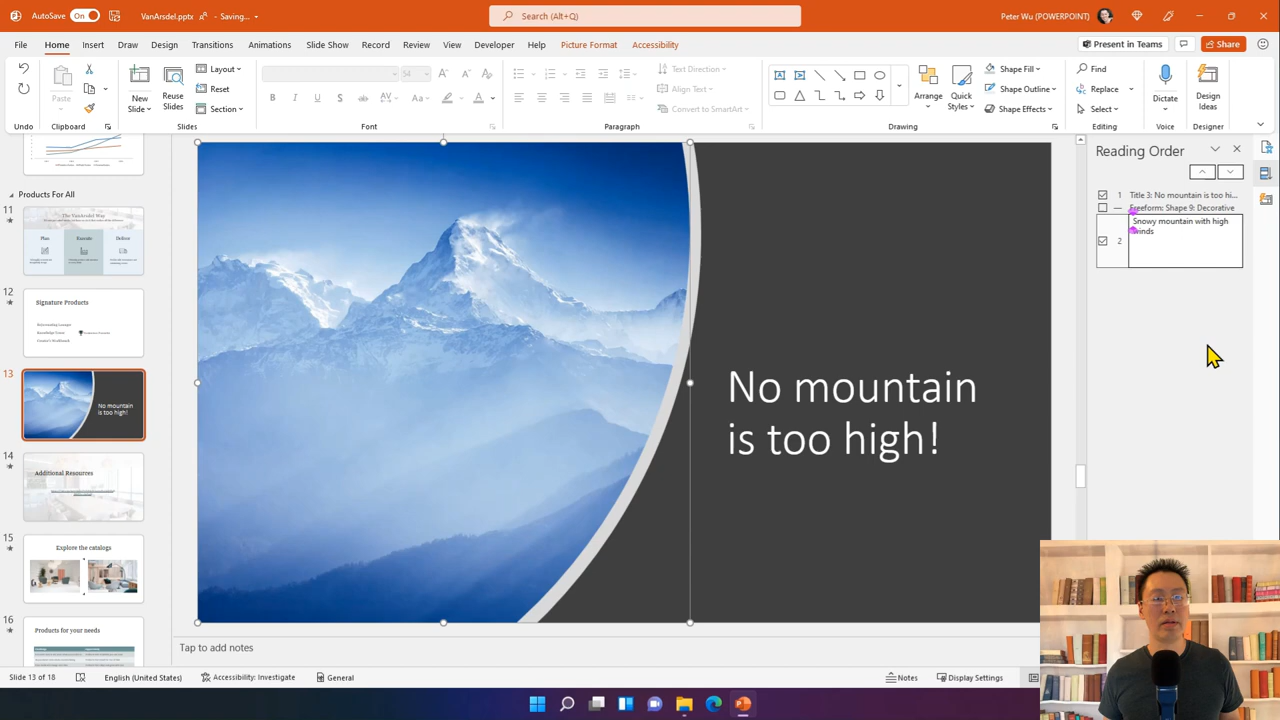 AutoSave On VanArsdel.pptx Saving... Search (Alt+Q) Peter Wu (POWERPOINT)
File Home Insert Draw Design Transitions Animations Slide Show Record Review View Developer Help Picture Format Accessibility Present in Teams Share
Paste New Slide Reuse Slides Layout Reset Section 54 Text Direction Align Text Convert to SmartArt Arrange Quick Styles Shape Fill Shape Outline Shape Effects Find Replace Select Dictate Design Ideas
Undo Clipboard Slides Font Paragraph Drawing Editing Voice Designer
Reading Order
1 Title 3: No mountain is too hi...
Freeform: Shape 9: Decorative
2 Snowy mountain with high
winds
Products For All
11
The VanArsdel Way
Plan Execute Deliver
12
Signature Products
13
No mountain
is too high!
14
Additional Resources
15
Explore the catalogs
16
Products for your needs
No mountain
is too high!
Tap to add notes
Slide 13 of 18 English (United States) Accessibility: Investigate General Notes Display Settings